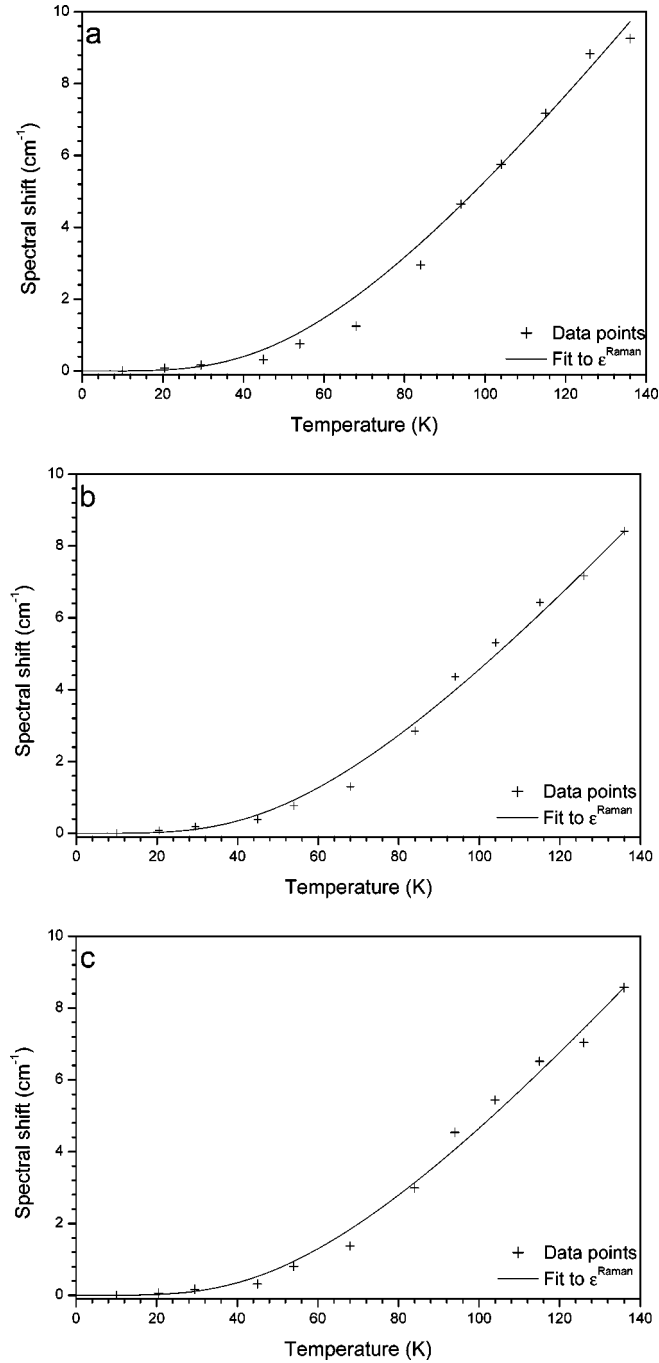 a
10
8
6
4
2
0
Spectral shift (cm⁻¹)
Data points
Fit to ε^Raman
0 20 40 60 80 100 120 140
Temperature (K)
b
10
8
6
4
2
0
Spectral shift (cm⁻¹)
Data points
Fit to ε^Raman
0 20 40 60 80 100 120 140
Temperature (K)
c
10
8
6
4
2
0
Spectral shift (cm⁻¹)
Data points
Fit to ε^Raman
0 20 40 60 80 100 120 140
Temperature (K)